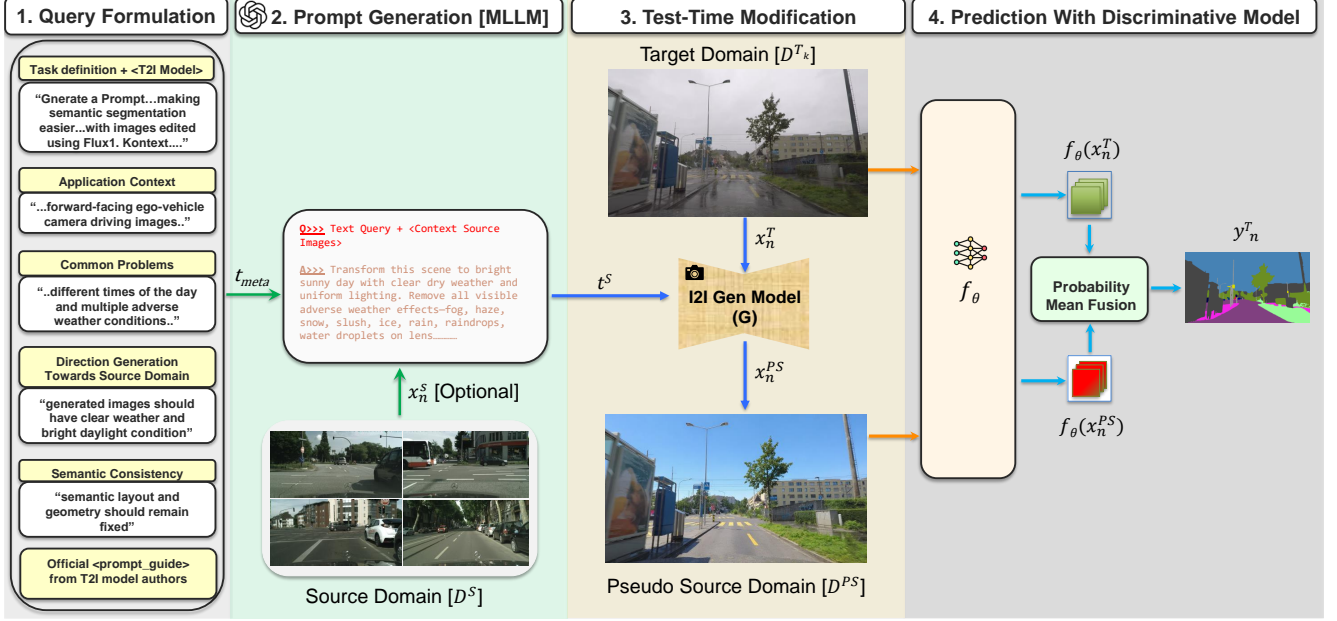 1. Query Formulation
Task definition + <T2I Model>
“Gnerate a Prompt...making
semantic segmentation
easier...with images edited
using Flux1. Kontext....”
Application Context
“...forward-facing ego-vehicle
camera driving images..”
Common Problems
“..different times of the day
and multiple adverse
weather conditions..”
Direction Generation
Towards Source Domain
“generated images should
have clear weather and
bright daylight condition”
Semantic Consistency
“semantic layout and
geometry should remain
fixed”
Official <prompt_guide>
from T2I model authors
t_meta
2. Prompt Generation [MLLM]
Q>>> Text Query + <Context Source
Images>
A>>> Transform this scene to bright
sunny day with clear dry weather and
uniform lighting. Remove all visible
adverse weather effects—fog, haze,
snow, slush, ice, rain, raindrops,
water droplets on lens……
x_n^s [Optional]
Source Domain [D^S]
t^S
3. Test-Time Modification
Target Domain [D^{T_k}]
x_n^T
I2I Gen Model
(G)
x_n^{PS}
Pseudo Source Domain [D^{PS}]
4. Prediction With Discriminative Model
f_θ
f_θ(x_n^T)
Probability
Mean Fusion
f_θ(x_n^{PS})
y_n^T